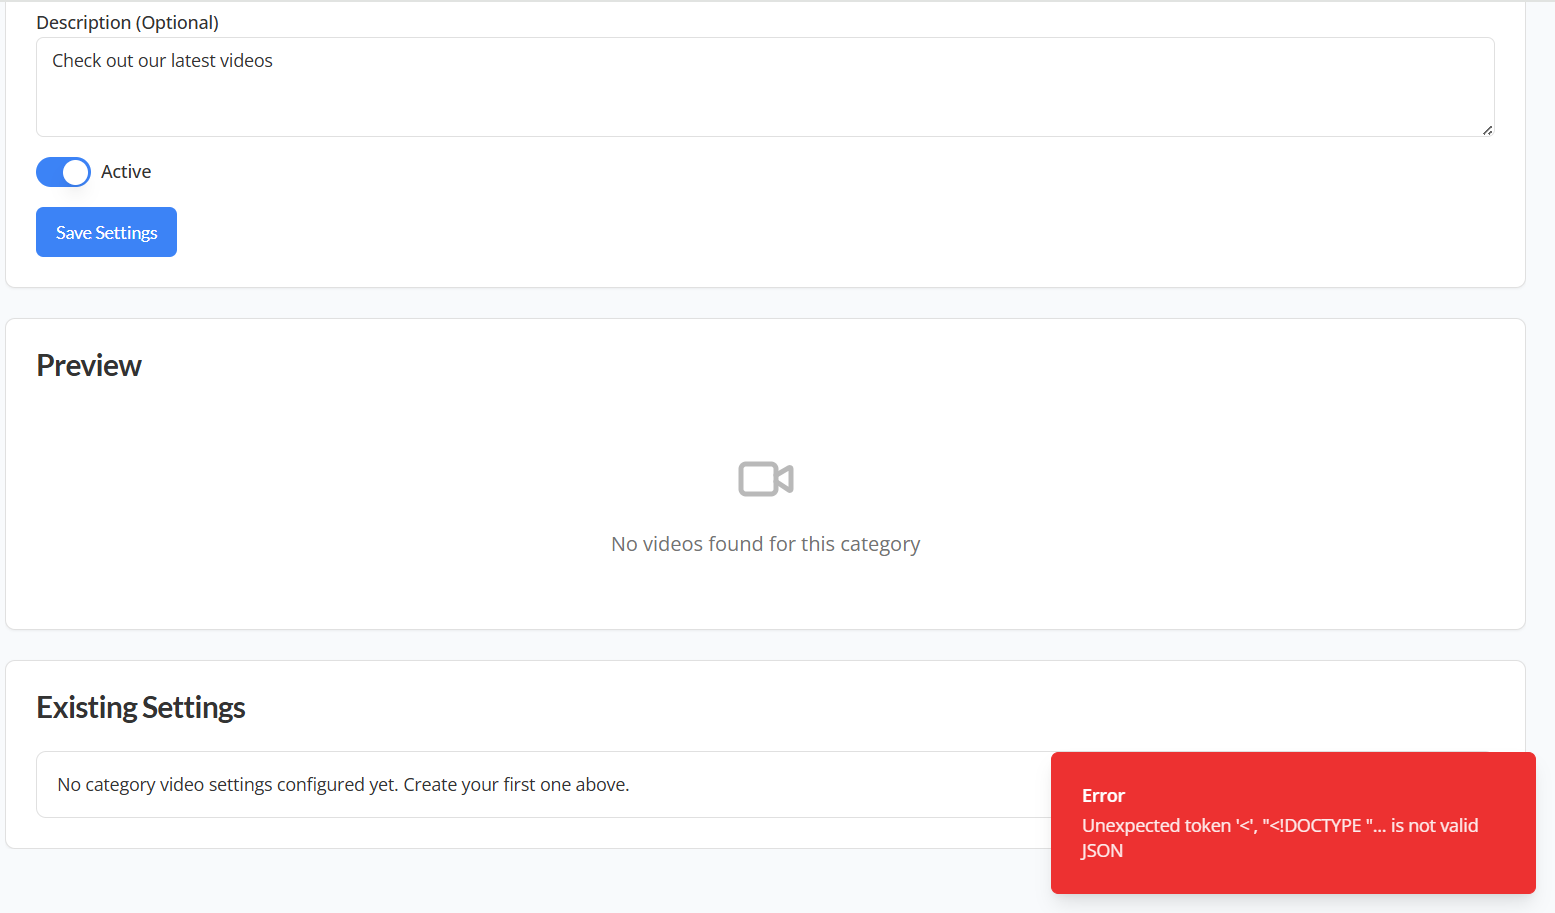 Description (Optional)
Check out our latest videos
Active
Save Settings
Preview
No videos found for this category
Existing Settings
No category video settings configured yet. Create your first one above.
Error
Unexpected token '<', "<!DOCTYPE "... is not valid
JSON